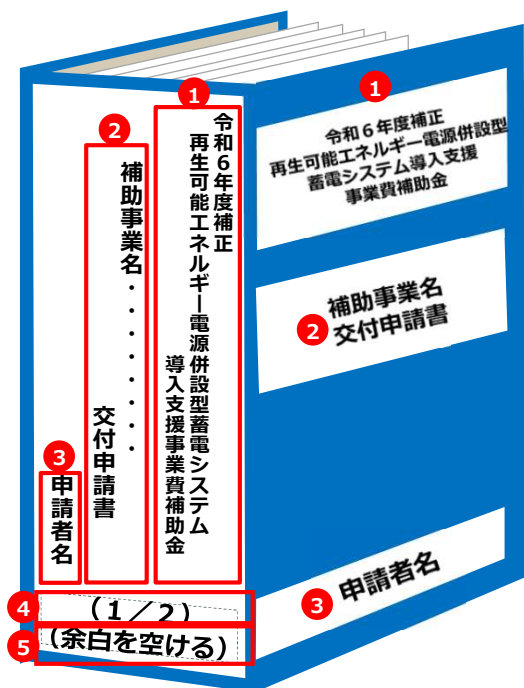 ①
令和６年度補正
再生可能エネルギー電源併設型蓄電システム
導入支援事業費補助金
②
補助事業名・・・・・・・・
交付申請書
③
申請者名
④
（１／２）
⑤
（余白を空ける）
①
令和６年度補正
再生可能エネルギー電源併設型
蓄電システム導入支援
事業費補助金
②
補助事業名
交付申請書
③
申請者名